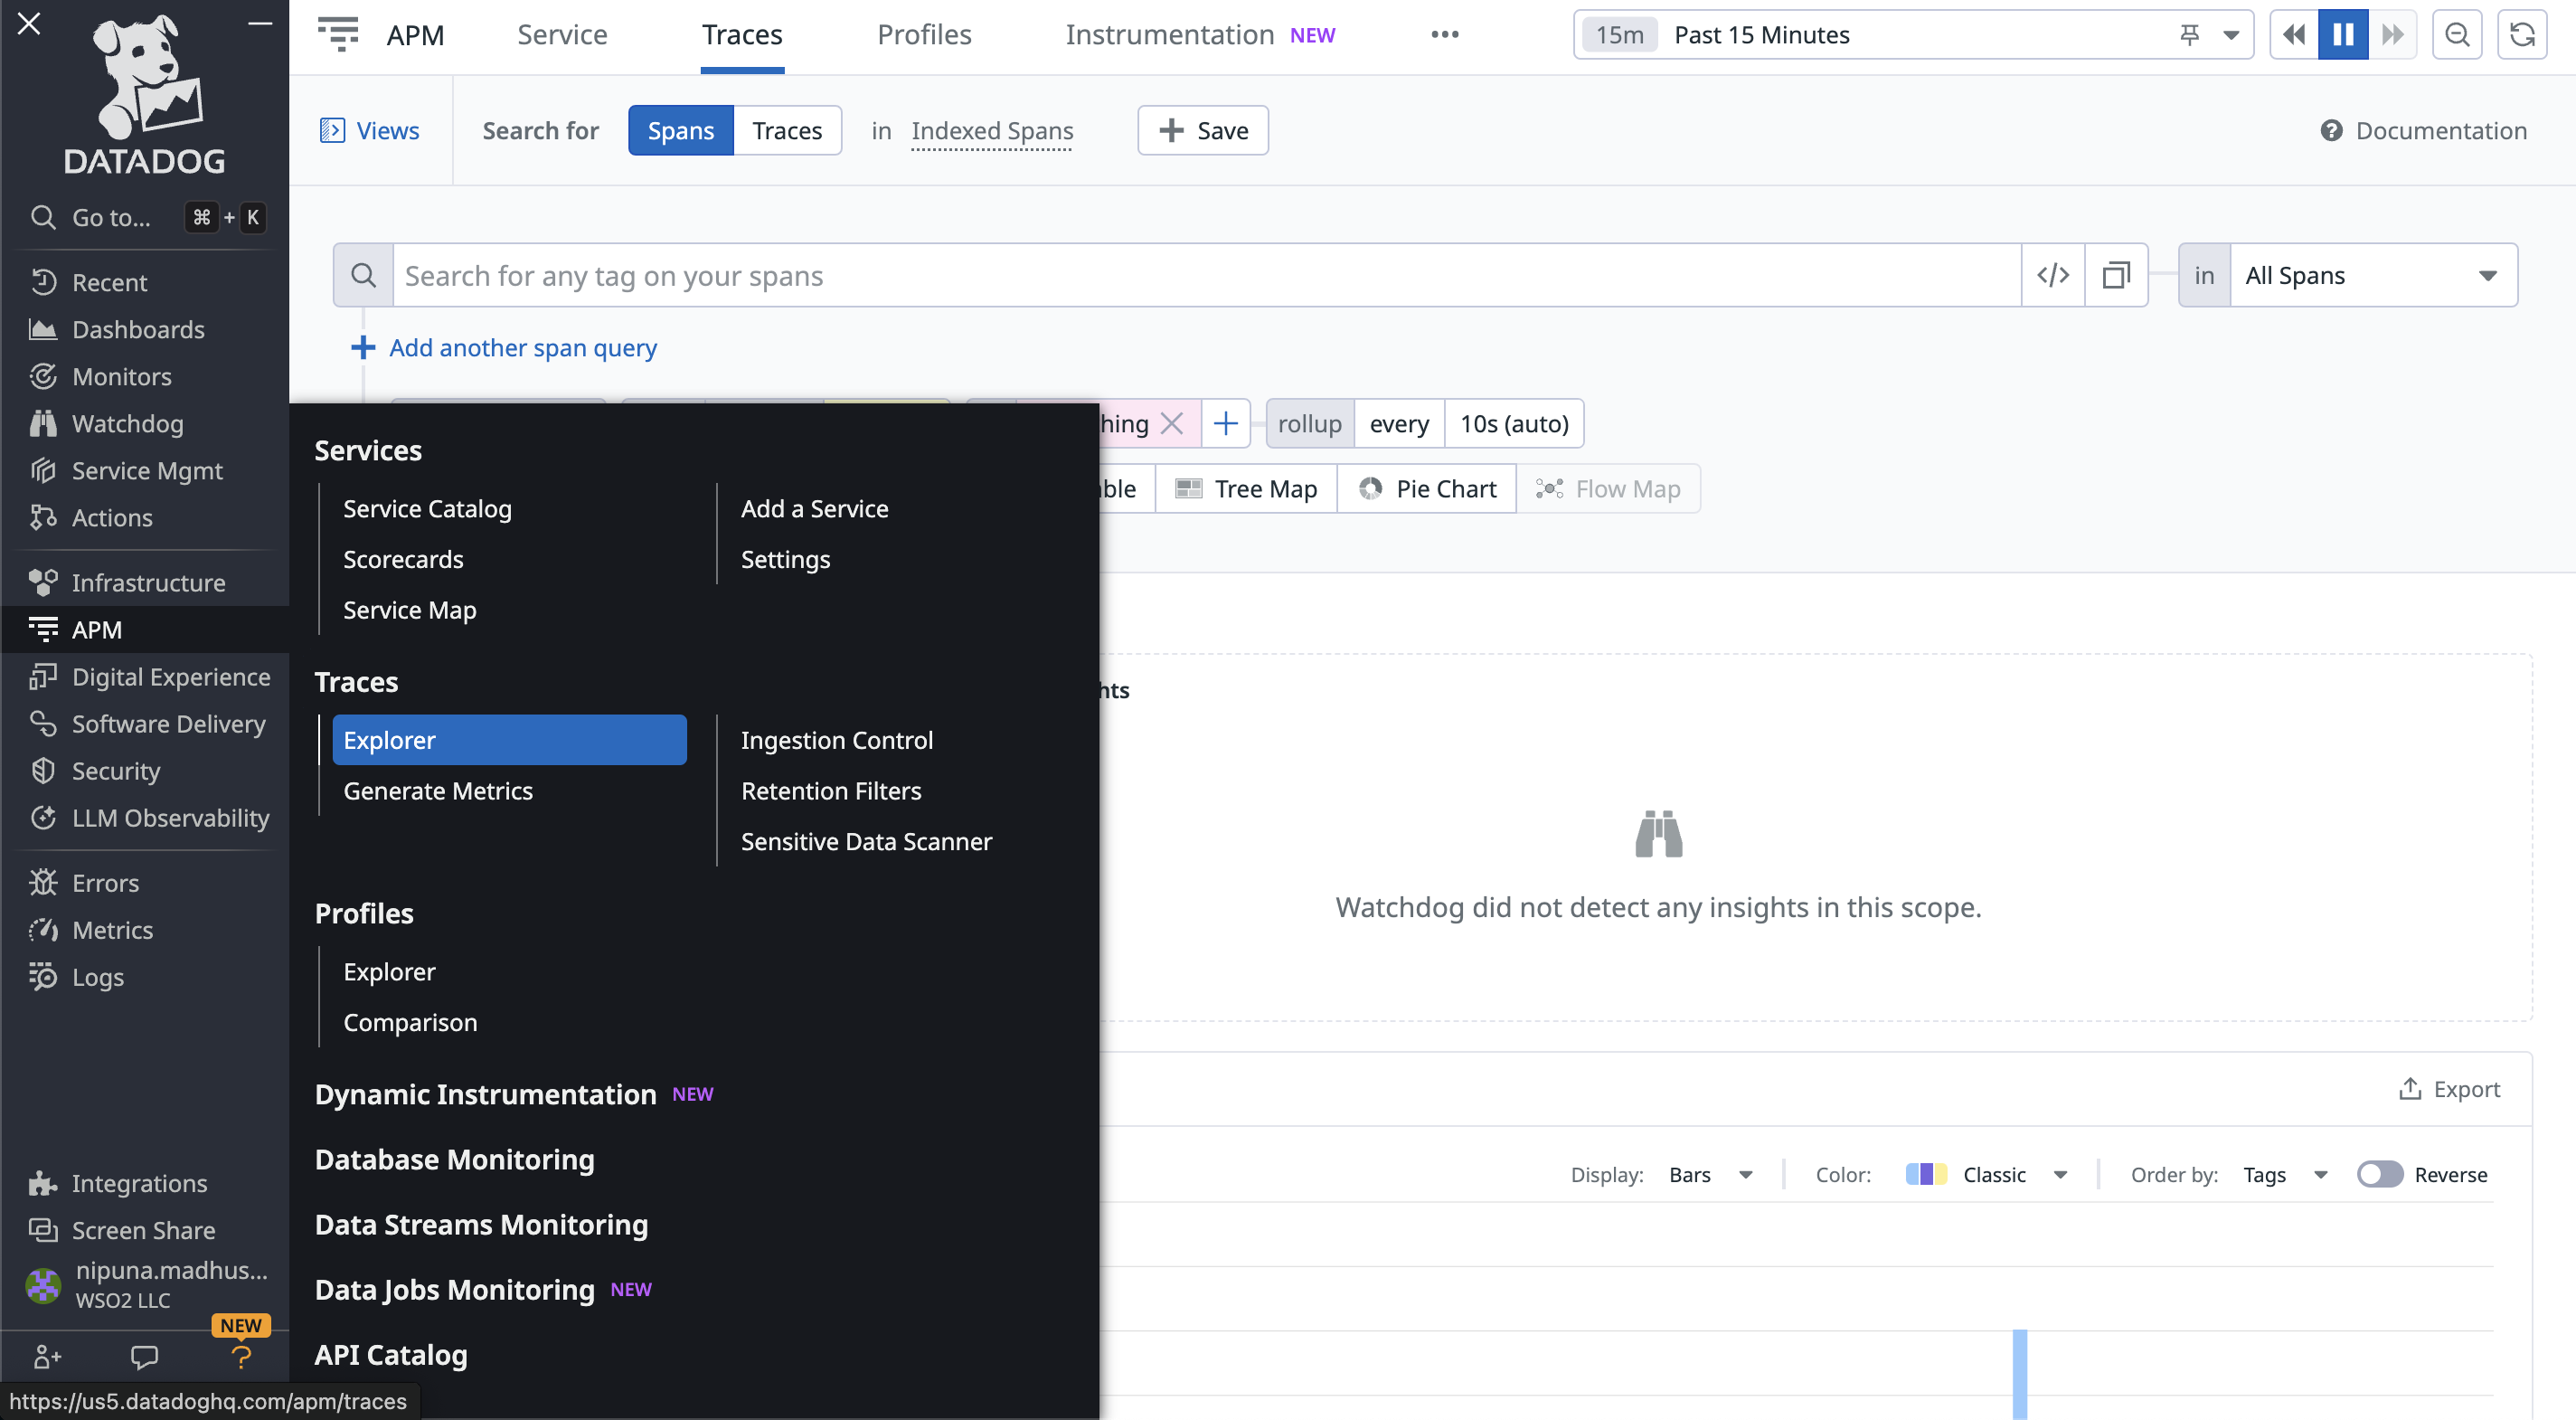 DATADOG
Go to... ⌘ + K
Recent
Dashboards
Monitors
Watchdog
Service Mgmt
Actions
Infrastructure
APM
Digital Experience
Software Delivery
Security
LLM Observability
Errors
Metrics
Logs
Integrations
Screen Share
nipuna.madhus...
WSO2 LLC
NEW
https://us5.datadoghq.com/apm/traces
APM Service Traces Profiles Instrumentation NEW ••• 15m Past 15 Minutes
Views Search for Spans Traces in Indexed Spans + Save Documentation
Search for any tag on your spans </> in All Spans
+ Add another span query
hing rollup every 10s (auto)
ble Tree Map Pie Chart Flow Map
Services
Service Catalog
Scorecards
Service Map
Add a Service
Settings
Traces
Explorer
Generate Metrics
Ingestion Control
Retention Filters
Sensitive Data Scanner
Profiles
Explorer
Comparison
Dynamic Instrumentation NEW
Database Monitoring
Data Streams Monitoring
Data Jobs Monitoring NEW
API Catalog
hts
Watchdog did not detect any insights in this scope.
Export
Display: Bars Color: Classic Order by: Tags Reverse